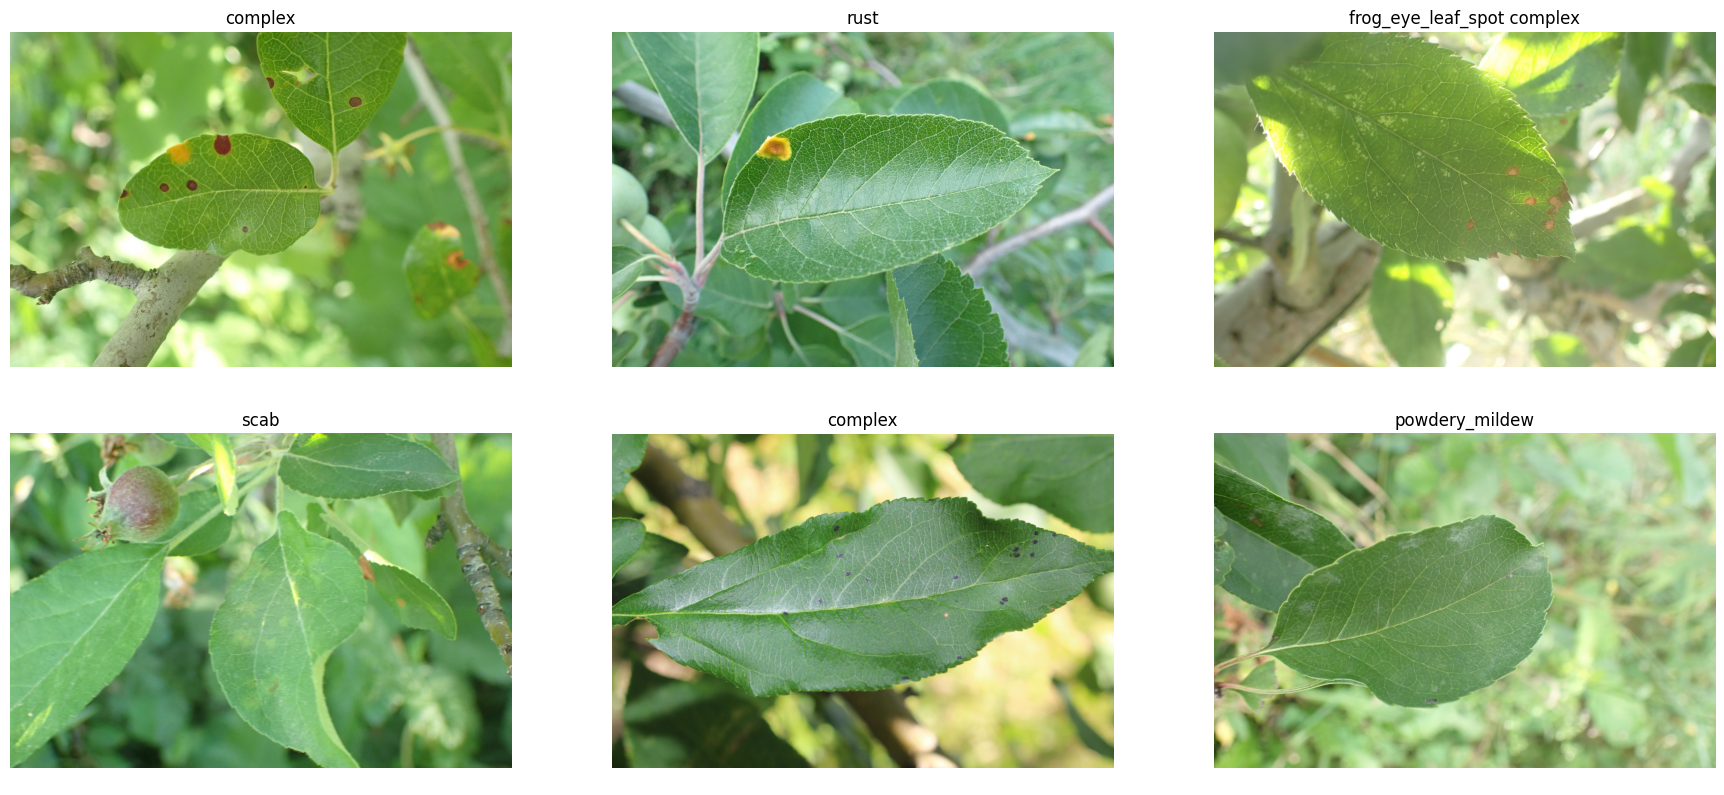 complex
rust
frog_eye_leaf_spot complex
scab
complex
powdery_mildew